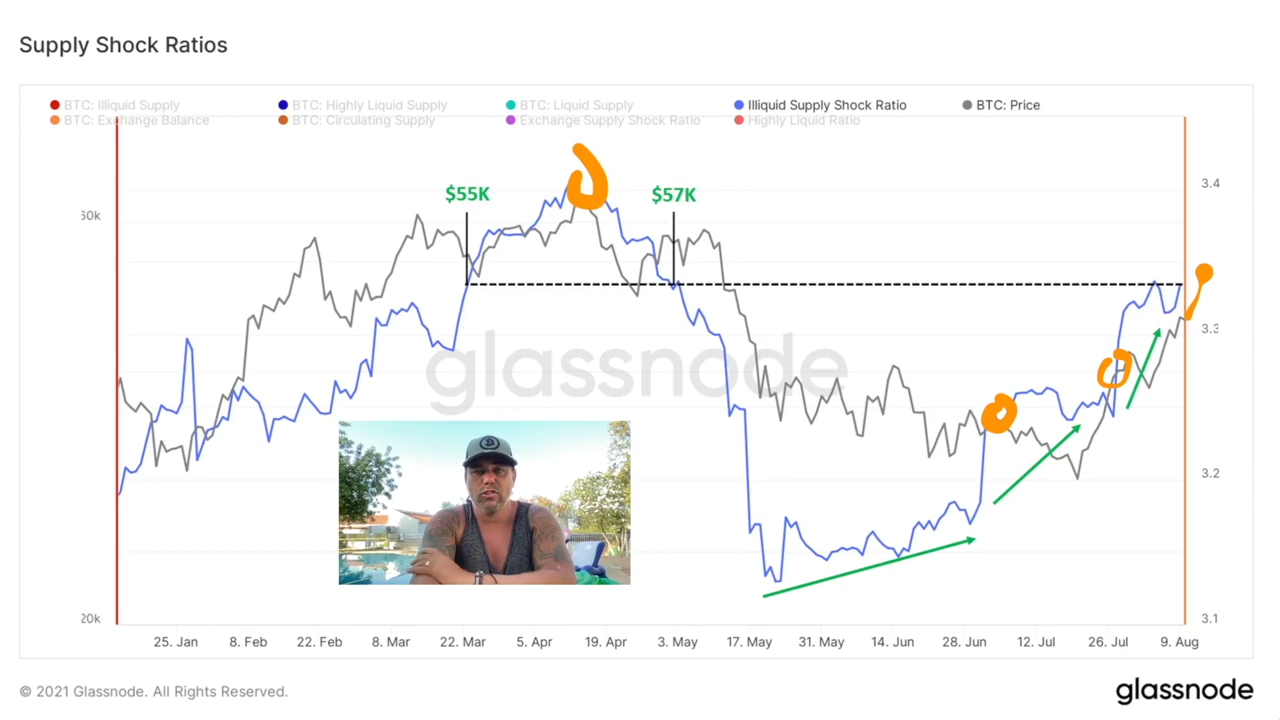 Supply Shock Ratios
BTC: Illiquid Supply BTC: Highly Liquid Supply BTC: Liquid Supply Illiquid Supply Shock Ratio BTC: Price
BTC: Exchange Balance BTC: Circulating Supply Exchange Supply Shock Ratio Highly Liquid Ratio
$55K $57K
3.4
60k
3.3
glassnode
3.2
20k 3.1
25. Jan 8. Feb 22. Feb 8. Mar 22. Mar 5. Apr 19. Apr 3. May 17. May 31. May 14. Jun 28. Jun 12. Jul 26. Jul 9. Aug
© 2021 Glassnode. All Rights Reserved. glassnode